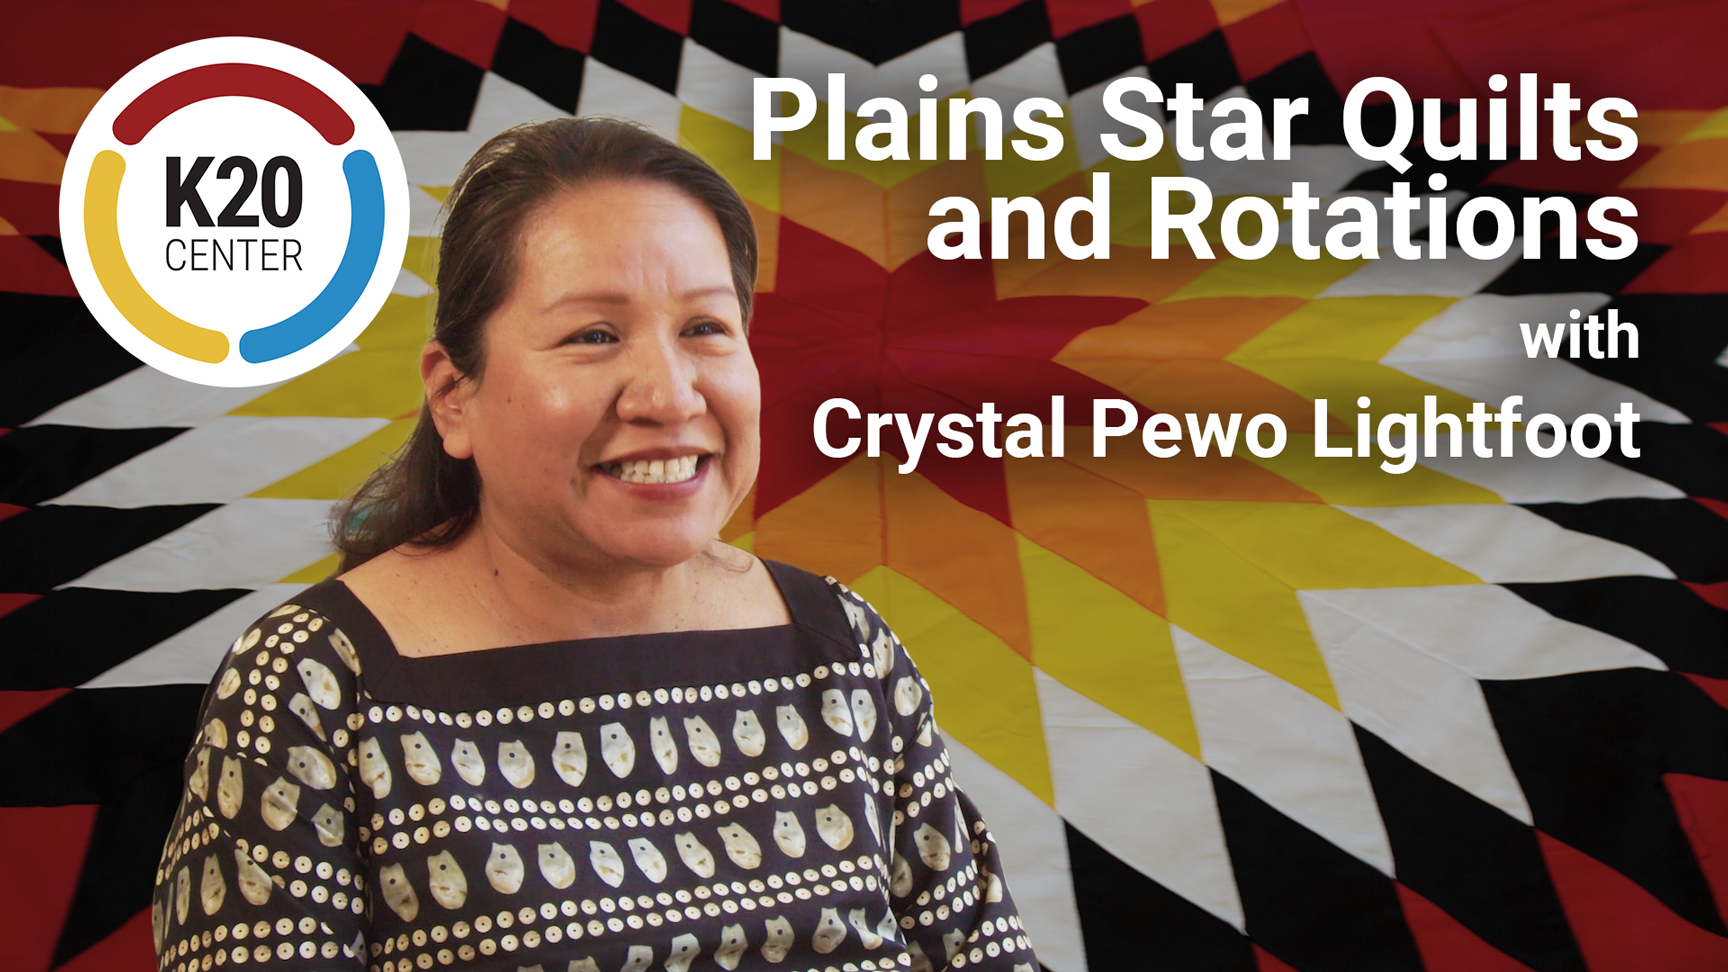 K20
CENTER
Plains Star Quilts
and Rotations
with
Crystal Pewo Lightfoot